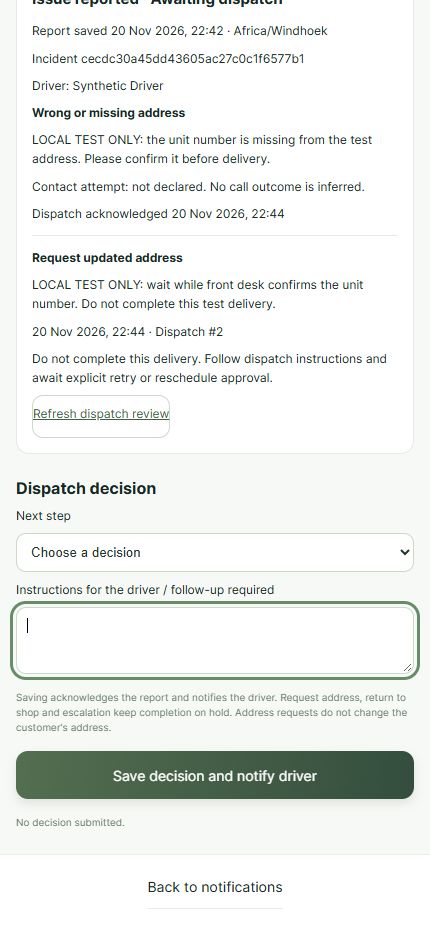 Issue reported · Awaiting dispatch
Report saved 20 Nov 2026, 22:42 · Africa/Windhoek
Incident cecdc30a45dd43605ac27c0c1f6577b1
Driver: Synthetic Driver
Wrong or missing address
LOCAL TEST ONLY: the unit number is missing from the test
address. Please confirm it before delivery.
Contact attempt: not declared. No call outcome is inferred.
Dispatch acknowledged 20 Nov 2026, 22:44
Request updated address
LOCAL TEST ONLY: wait while front desk confirms the unit
number. Do not complete this test delivery.
20 Nov 2026, 22:44 · Dispatch #2
Do not complete this delivery. Follow dispatch instructions and
await explicit retry or reschedule approval.
Refresh dispatch review
Dispatch decision
Next step
Choose a decision
Instructions for the driver / follow-up required
Saving acknowledges the report and notifies the driver. Request address, return to
shop and escalation keep completion on hold. Address requests do not change the
customer's address.
Save decision and notify driver
No decision submitted.
Back to notifications